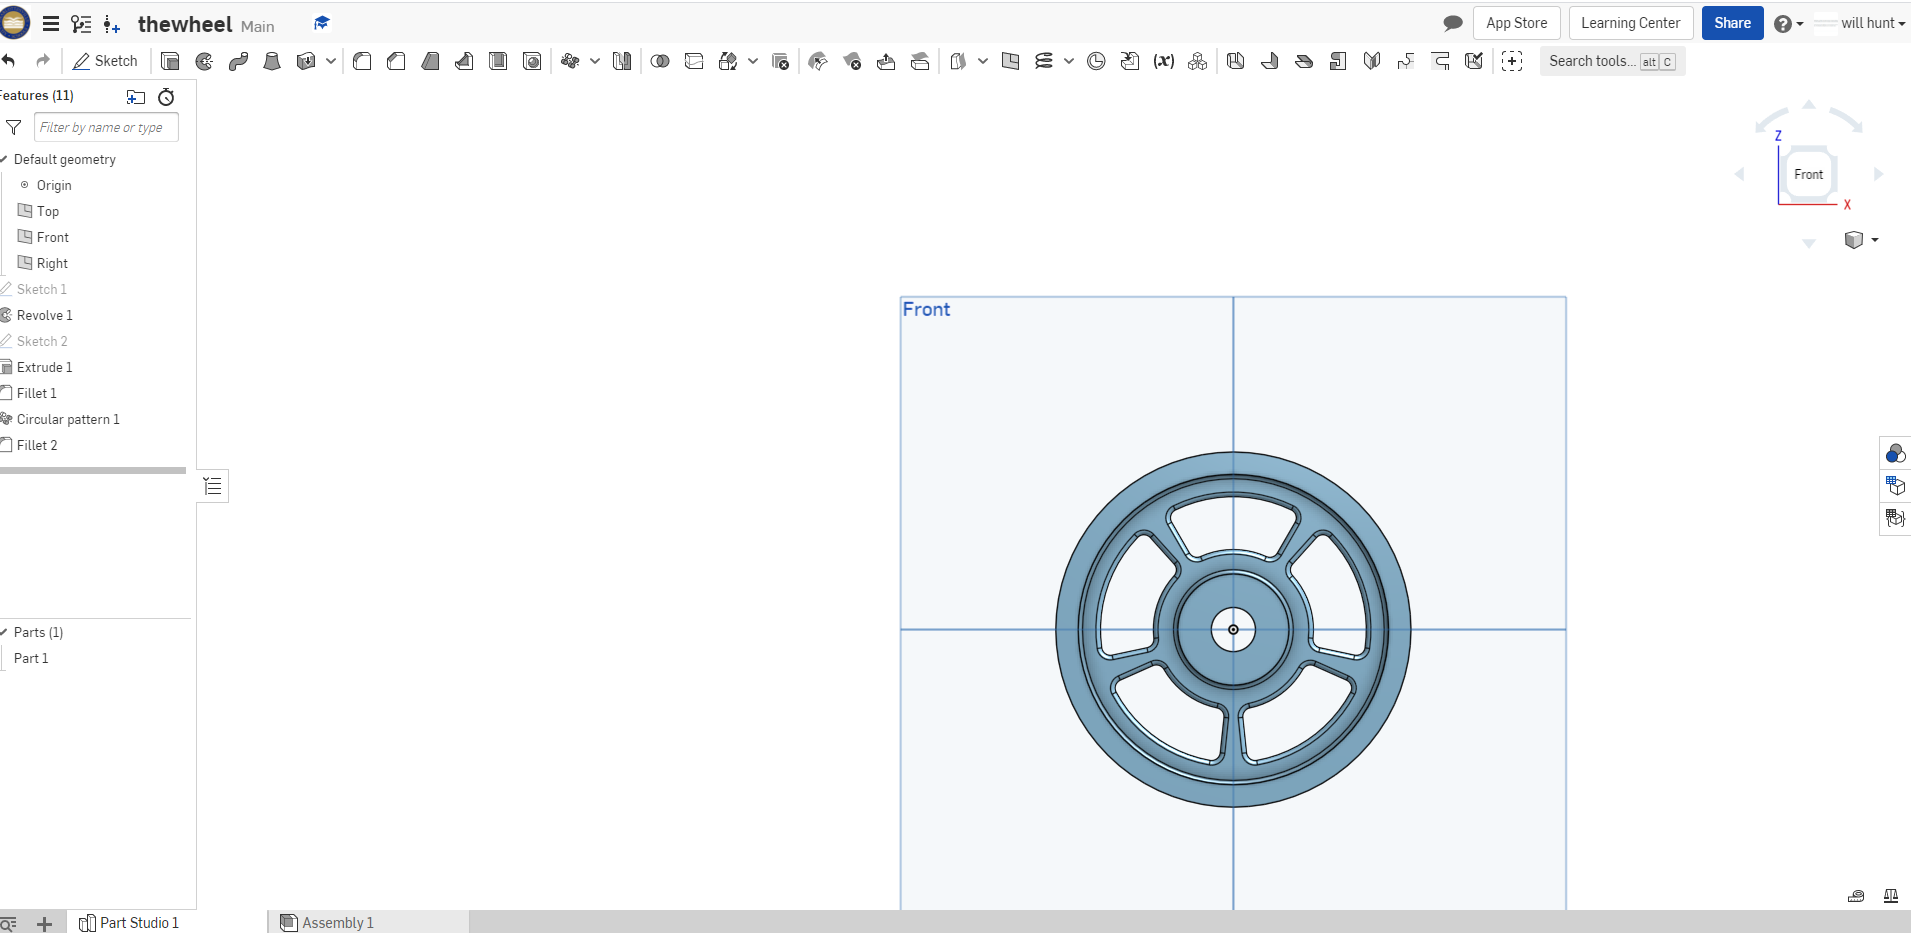 thewheel Main
App Store
Learning Center
Share
will hunt
Sketch
Search tools... alt C
Features (11)
Filter by name or type
Default geometry
Origin
Top
Front
Right
Sketch 1
Revolve 1
Sketch 2
Extrude 1
Fillet 1
Circular pattern 1
Fillet 2
Parts (1)
Part 1
Front
Z
Front
X
Part Studio 1
Assembly 1